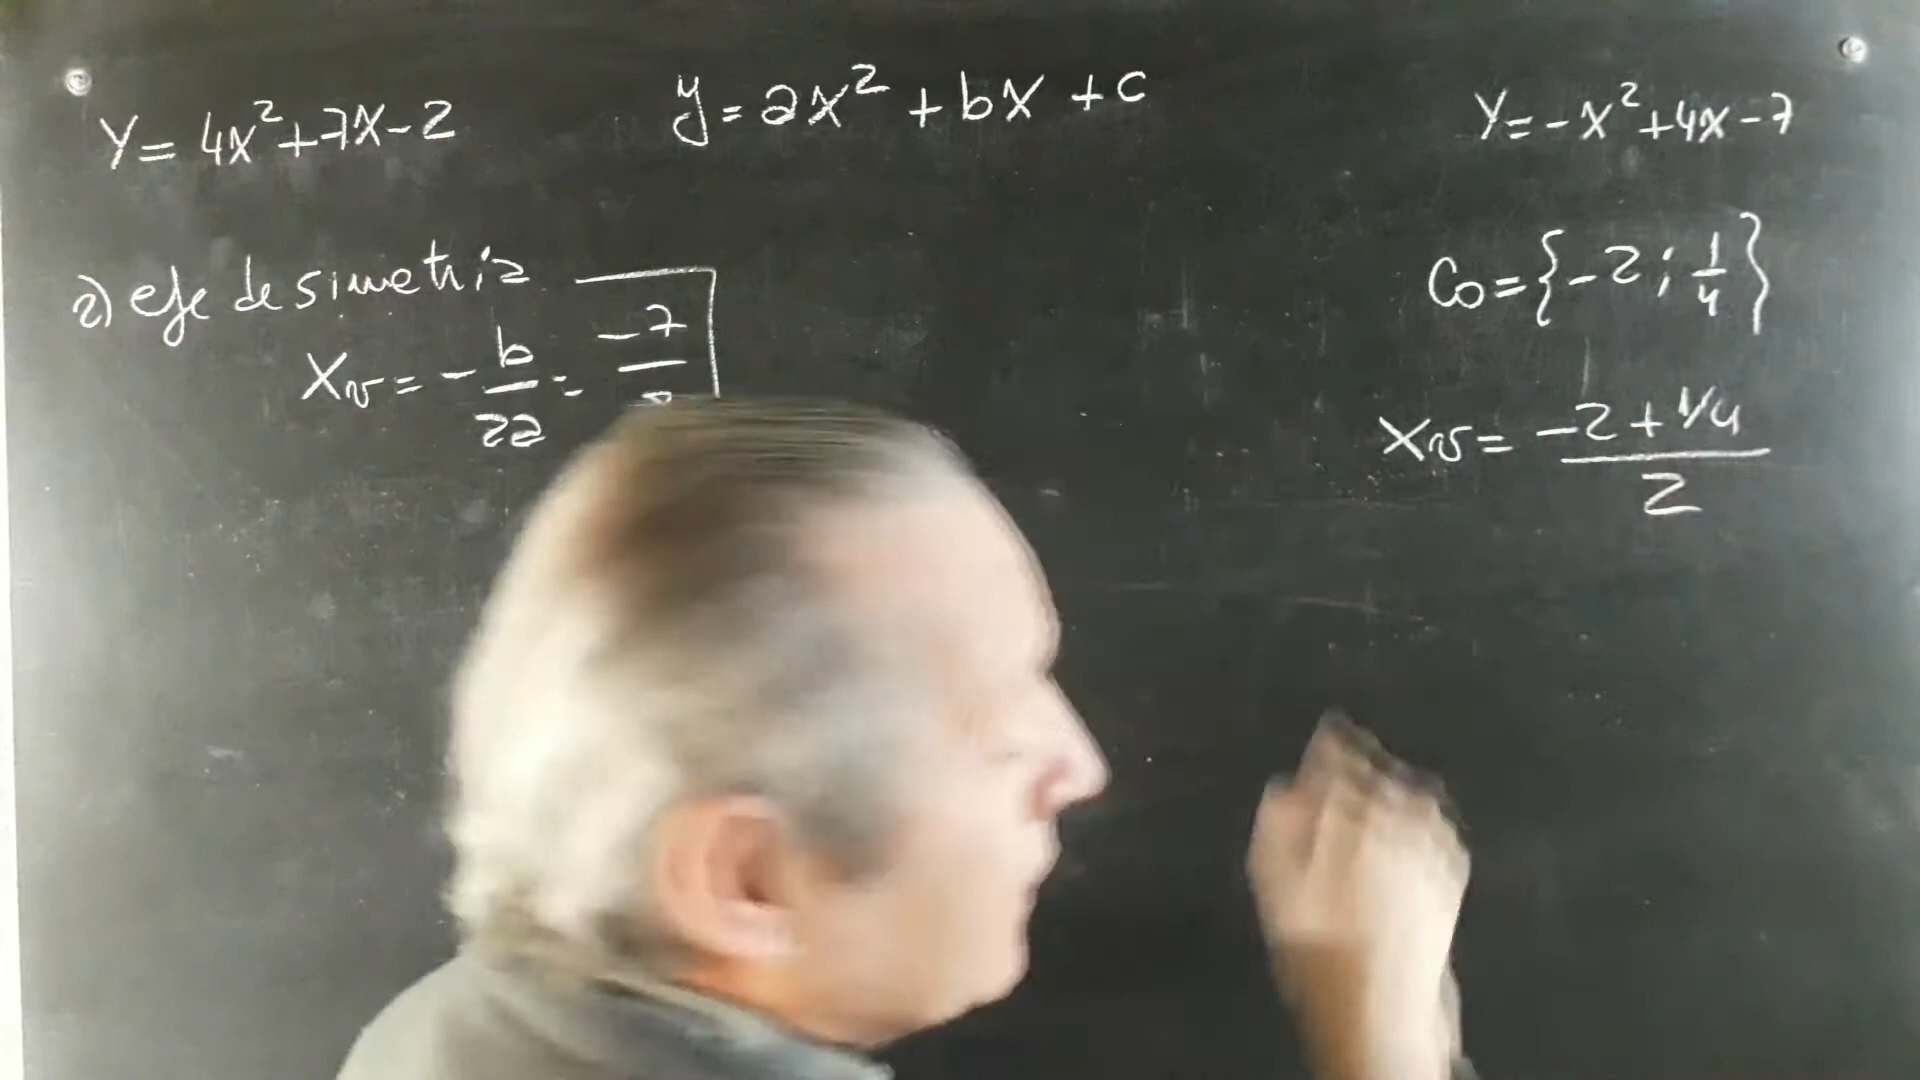 Y = 4x² + 7x - 2
y = ax² + bx + c
Y = -x² + 4x - 7
a) eje de simetria
Xv = - b/2a = -7/
C₀ = {-2 ; 1/4}
Xv = (-2 + 1/4)/2